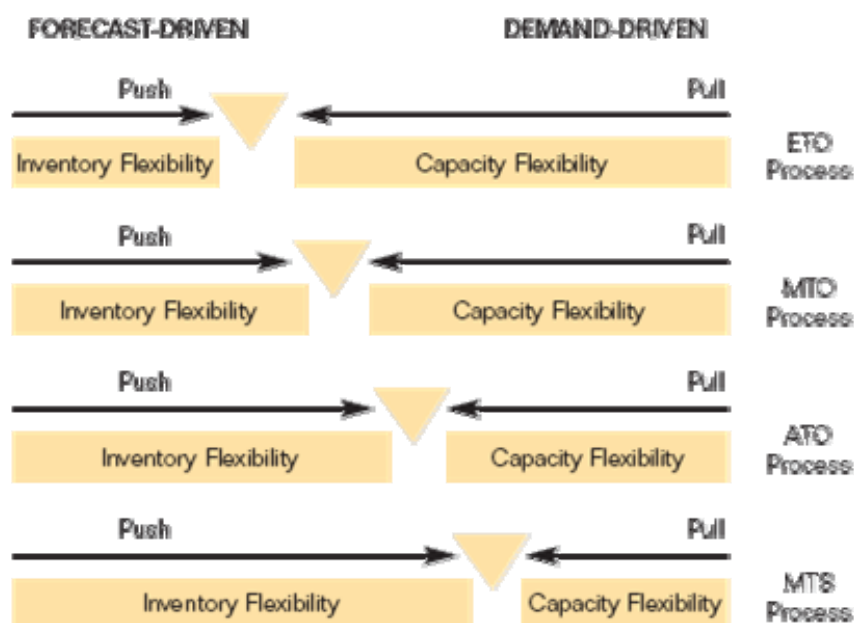 FORECAST-DRIVEN DEMAND-DRIVEN
Push Pull
Inventory Flexibility Capacity Flexibility ETO
Process
Push Pull
Inventory Flexibility Capacity Flexibility MTO
Process
Push Pull
Inventory Flexibility Capacity Flexibility ATO
Process
Push Pull
Inventory Flexibility Capacity Flexibility MTS
Process